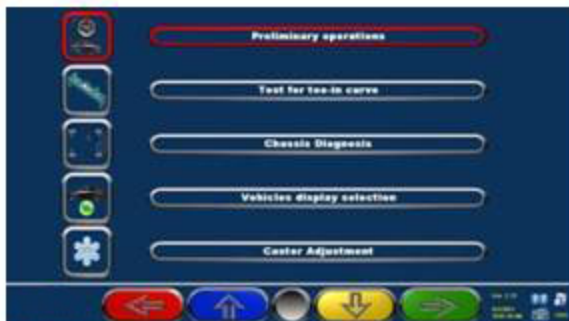 Preliminary operations
Test for toe-in curve
Chassis Diagnosis
Vehicles display selection
Caster Adjustment